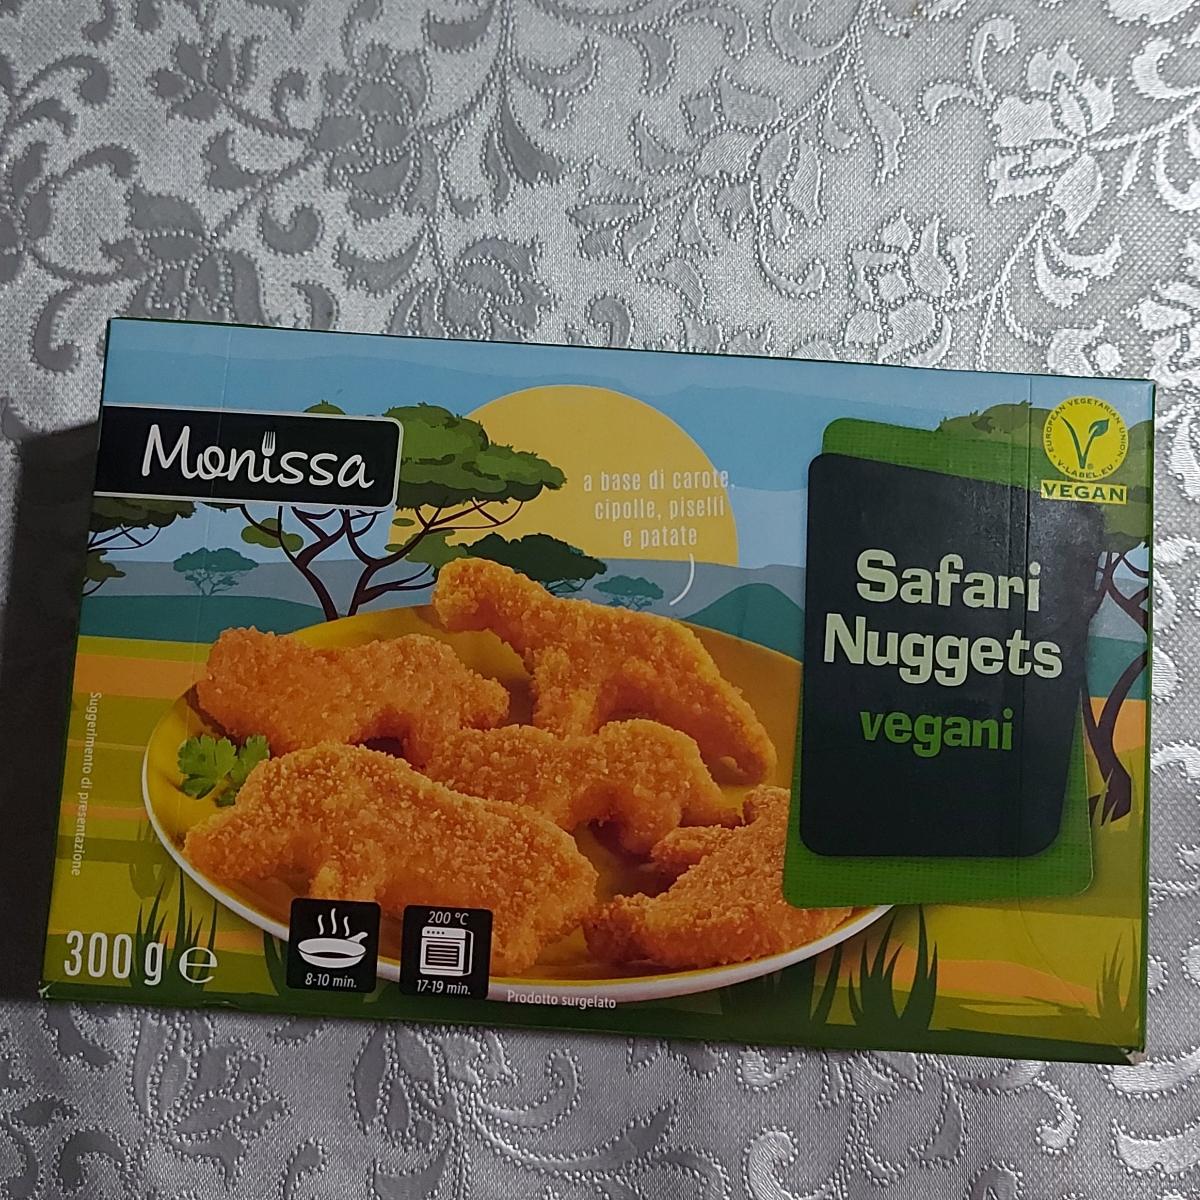 Monissa
a base di carote,
cipolle, piselli
e patate
EUROPEAN VEGETARIAN UNION
V-LABEL.EU
VEGAN
Safari
Nuggets
vegani
Suggerimento di presentazione
300 g e
8-10 min.
200 °C
17-19 min.
Prodotto surgelato